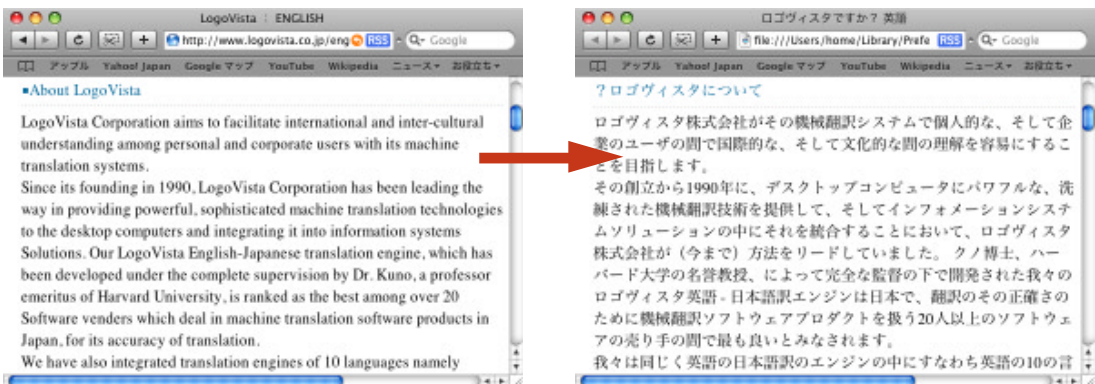 LogoVista : ENGLISH
http://www.logovista.co.jp/eng RSS Google
アップル Yahoo! Japan Google マップ YouTube Wikipedia ニュース お役立ち
■About LogoVista
LogoVista Corporation aims to facilitate international and inter-cultural
understanding among personal and corporate users with its machine
translation systems.
Since its founding in 1990, LogoVista Corporation has been leading the
way in providing powerful, sophisticated machine translation technologies
to the desktop computers and integrating it into information systems
Solutions. Our LogoVista English-Japanese translation engine, which has
been developed under the complete supervision by Dr. Kuno, a professor
emeritus of Harvard University, is ranked as the best among over 20
Software venders which deal in machine translation software products in
Japan, for its accuracy of translation.
We have also integrated translation engines of 10 languages namely
ロゴヴィスタですか? 英語
file:///Users/home/Library/Prefe RSS Google
アップル Yahoo! Japan Google マップ YouTube Wikipedia ニュース お役立ち
?ロゴヴィスタについて
ロゴヴィスタ株式会社がその機械翻訳システムで個人的な、そして企
業のユーザの間で国際的な、そして文化的な間の理解を容易にするこ
とを目指します。
その創立から1990年に、デスクトップコンピュータにパワフルな、洗
練された機械翻訳技術を提供して、そしてインフォメーションシステ
ムソリューションの中にそれを統合することにおいて、ロゴヴィスタ
株式会社が(今まで)方法をリードしていました。 クノ博士、ハー
バード大学の名誉教授、によって完全な監督の下で開発された我々の
ロゴヴィスタ英語 - 日本語訳エンジンは日本で、翻訳のその正確さの
ために機械翻訳ソフトウェアプロダクトを扱う20人以上のソフトウェ
アの売り手の間で最も良いとみなされます。
我々は同じく英語の日本語訳のエンジンの中にすなわち英語の10の言